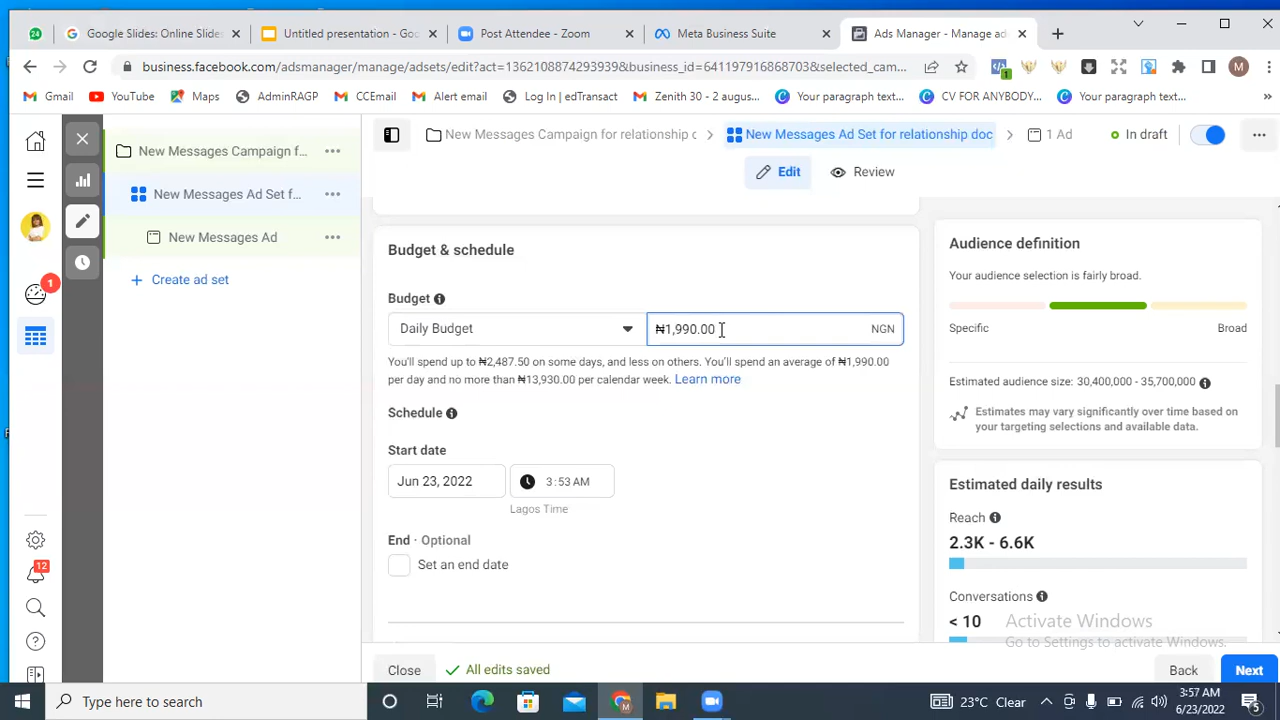 24
Google Slides: Online Slide
Untitled presentation - Goo
Post Attendee - Zoom
Meta Business Suite
Ads Manager - Manage ads
business.facebook.com/adsmanager/manage/adsets/edit?act=1362108874293939&business_id=641197916868703&selected_cam...
1
M
Gmail
YouTube
Maps
AdminRAGP
CCEmail
Alert email
Log In | edTransact
Zenith 30 - 2 augus...
Your paragraph text...
CV FOR ANYBODY...
Your paragraph text...
»
New Messages Campaign f...
New Messages Campaign for relationship
New Messages Ad Set for relationship doc
1 Ad
In draft
Edit
Review
New Messages Ad Set f...
New Messages Ad
Create ad set
1
12
Budget & schedule
Budget
Daily Budget
₦1,990.00
NGN
You'll spend up to ₦2,487.50 on some days, and less on others. You'll spend an average of ₦1,990.00
per day and no more than ₦13,930.00 per calendar week. Learn more
Schedule
Start date
Jun 23, 2022
3:53 AM
Lagos Time
End · Optional
Set an end date
Audience definition
Your audience selection is fairly broad.
Specific
Broad
Estimated audience size: 30,400,000 - 35,700,000
Estimates may vary significantly over time based on
your targeting selections and available data.
Estimated daily results
Reach
2.3K - 6.6K
Conversations
< 10
Activate Windows
Go to Settings to activate Windows.
Close
All edits saved
Back
Next
Type here to search
23°C Clear
3:57 AM
6/23/2022
5